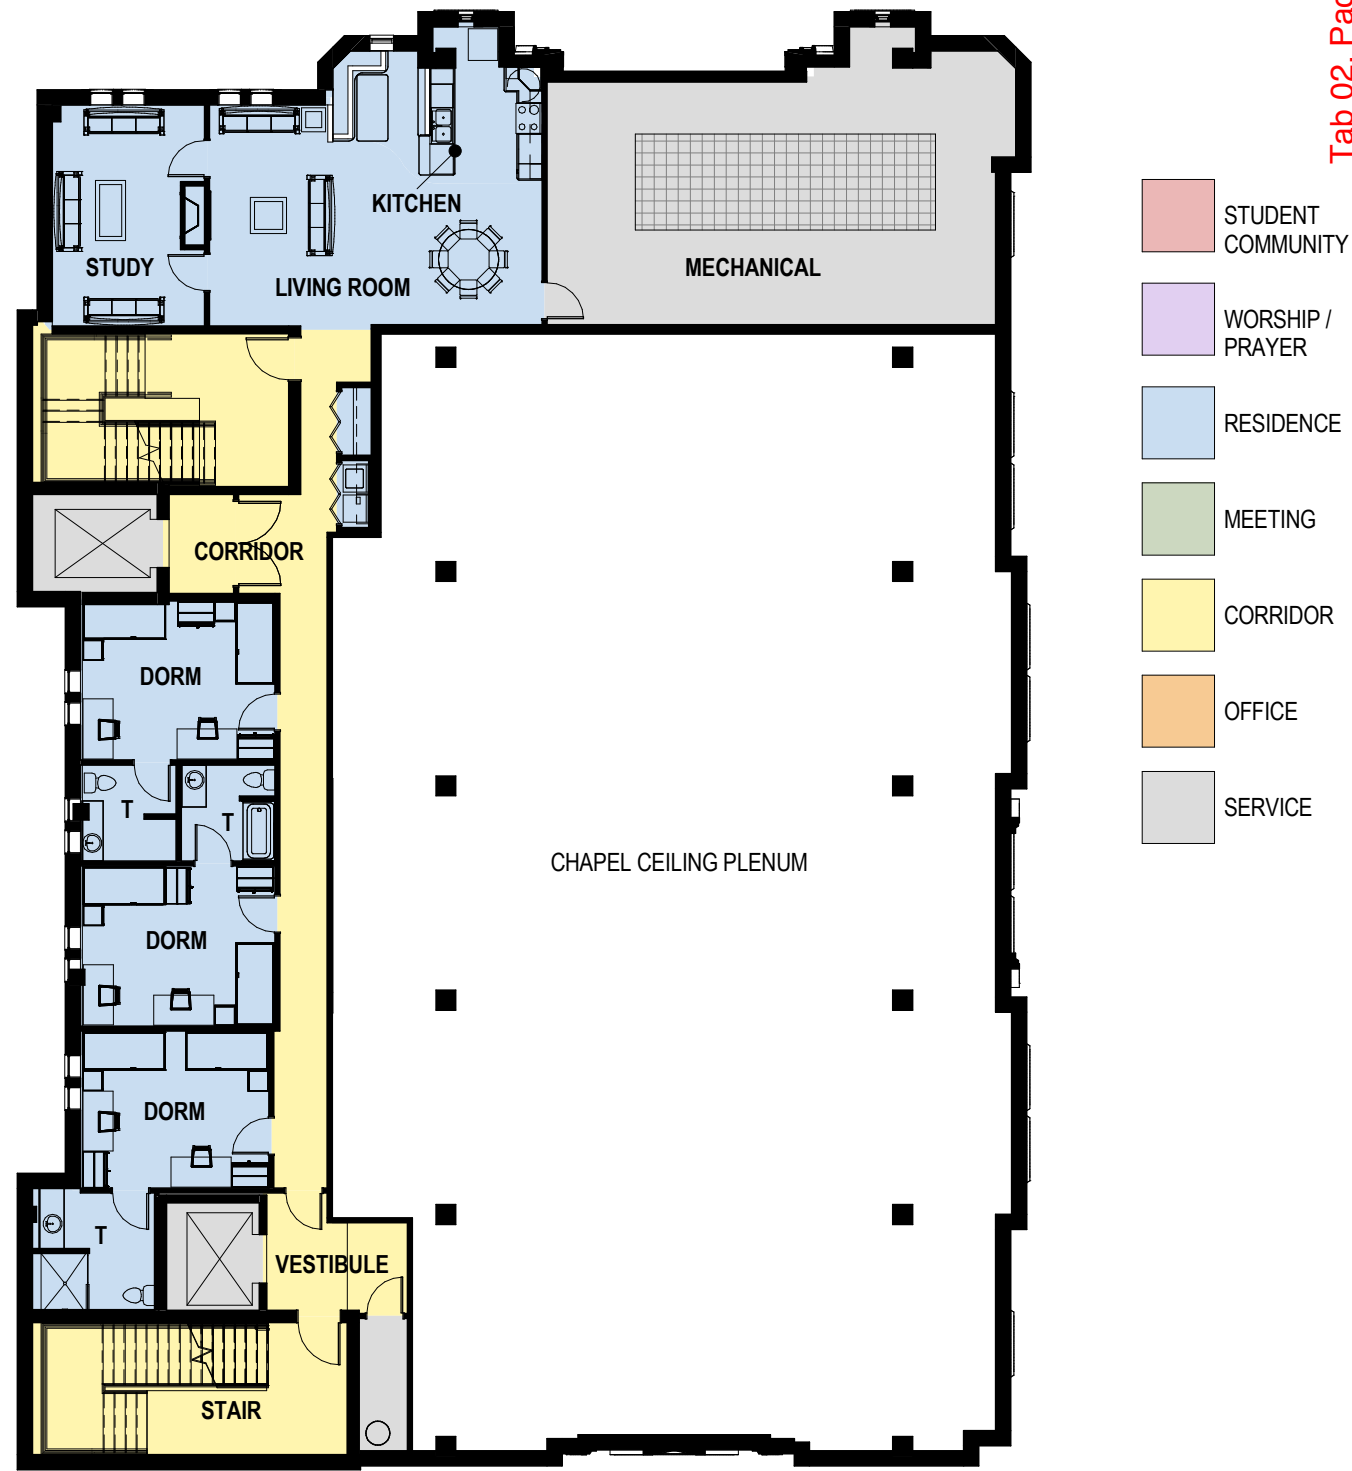 Tab 02, Pag
STUDENT
COMMUNITY
WORSHIP /
PRAYER
RESIDENCE
MEETING
CORRIDOR
OFFICE
SERVICE
KITCHEN
STUDY
LIVING ROOM
MECHANICAL
CORRIDOR
DORM
T
T
CHAPEL CEILING PLENUM
DORM
DORM
T
VESTIBULE
STAIR